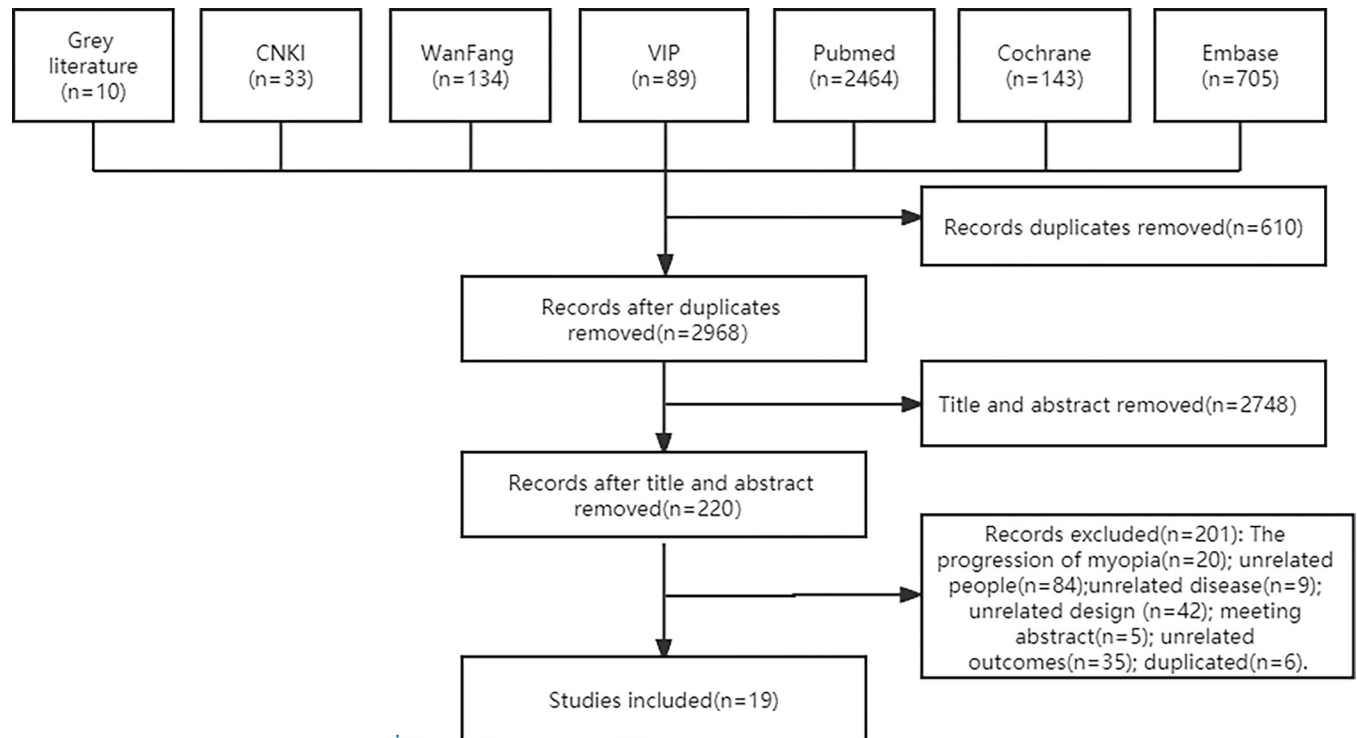 Grey
literature
(n=10)
CNKI
(n=33)
WanFang
(n=134)
VIP
(n=89)
Pubmed
(n=2464)
Cochrane
(n=143)
Embase
(n=705)
Records duplicates removed(n=610)
Records after duplicates
removed(n=2968)
Title and abstract removed(n=2748)
Records after title and abstract
removed(n=220)
Records excluded(n=201): The
progression of myopia(n=20); unrelated
people(n=84);unrelated disease(n=9);
unrelated design (n=42); meeting
abstract(n=5); unrelated
outcomes(n=35); duplicated(n=6).
Studies included(n=19)